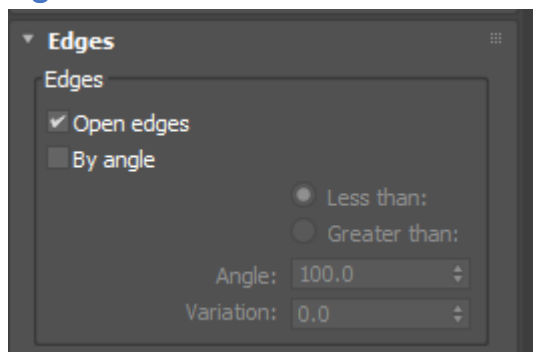 Edges
Edges
Open edges
By angle
Less than:
Greater than:
Angle: 100.0
Variation: 0.0